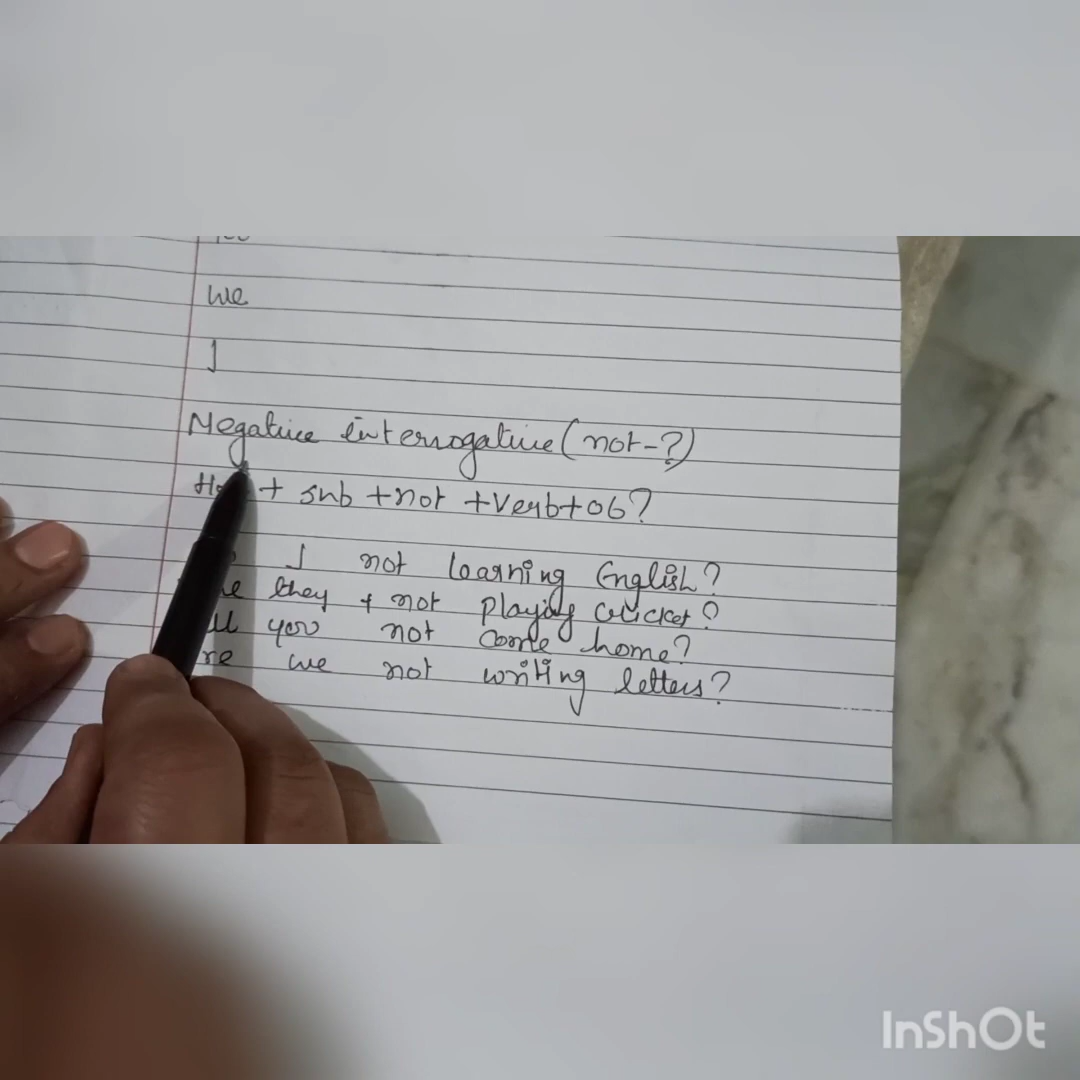 we
I
Negative interrogative (not-?)
+ sub + not + Verb + ob?
I not learning English?
they + not playing cricket?
you not come home?
we not writing letters?
InShOt